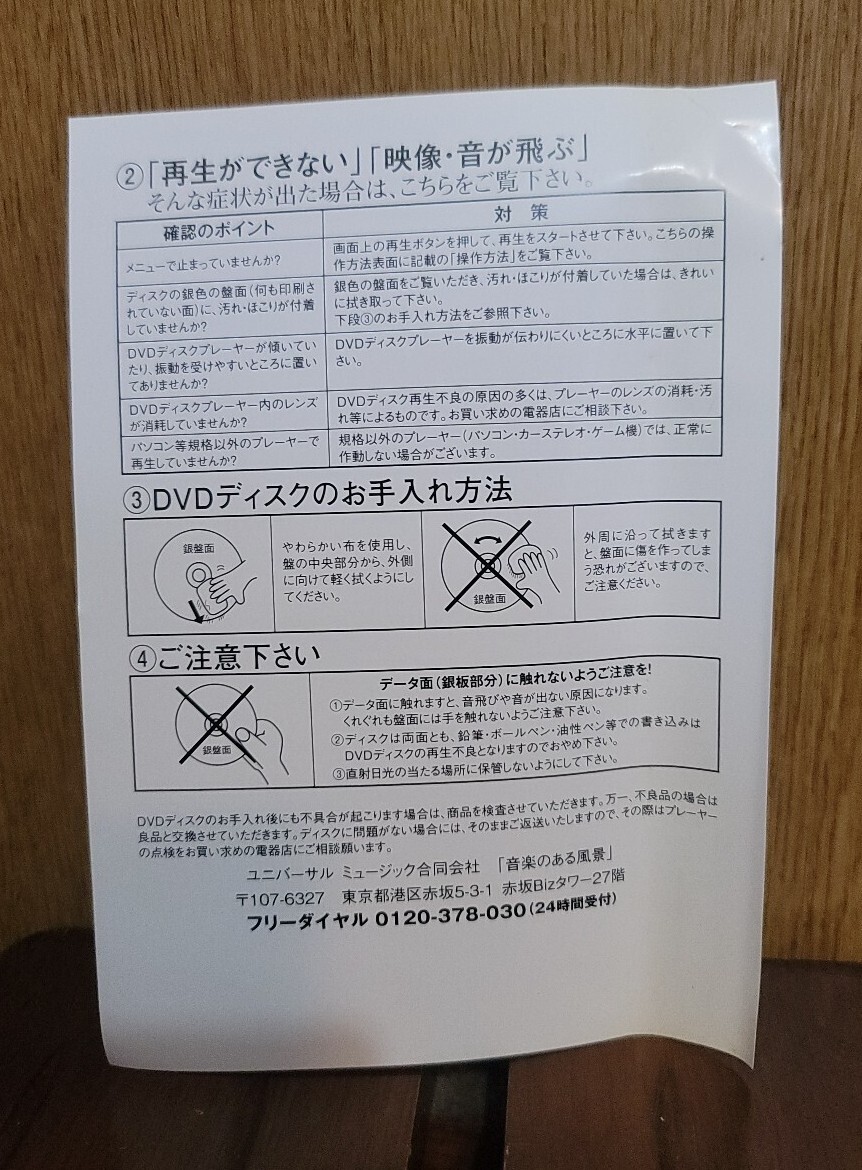 ②「再生ができない」「映像・音が飛ぶ」
そんな症状が出た場合は、こちらをご覧下さい。
確認のポイント
対 策
メニューで止まっていませんか?
画面上の再生ボタンを押して、再生をスタートさせて下さい。こちらの操
作方法表面に記載の「操作方法」をご覧下さい。
ディスクの銀色の盤面(何も印刷さ
れていない面)に、汚れ・ほこりが付着
していませんか?
銀色の盤面をご覧いただき、汚れ・ほこりが付着していた場合は、きれい
に拭き取って下さい。
下段③のお手入れ方法をご参照下さい。
DVDディスクプレーヤーが傾いてい
たり、振動を受けやすいところに置い
てありませんか?
DVDディスクプレーヤーを振動が伝わりにくいところに水平に置いて下
さい。
DVDディスクプレーヤー内のレンズ
が消耗していませんか?
DVDディスク再生不良の原因の多くは、プレーヤーのレンズの消耗・汚
れ等によるものです。お買い求めの電器店にご相談下さい。
パソコン等規格以外のプレーヤーで
再生していませんか?
規格以外のプレーヤー(パソコン・カーステレオ・ゲーム機)では、正常に
作動しない場合がございます。
③DVDディスクのお手入れ方法
銀盤面
やわらかい布を使用し、
盤の中央部分から、外側
に向けて軽く拭くようにし
てください。
銀盤面
外周に沿って拭きます
と、盤面に傷を作ってしま
う恐れがございますので、
ご注意ください。
④ご注意下さい
銀盤面
データ面(銀板部分)に触れないようご注意を!
①データ面に触れますと、音飛びや音が出ない原因になります。
くれぐれも盤面には手を触れないようご注意下さい。
②ディスクは両面とも、鉛筆・ボールペン・油性ペン等での書き込みは
DVDディスクの再生不良となりますのでおやめ下さい。
③直射日光の当たる場所に保管しないようにして下さい。
DVDディスクのお手入れ後にも不具合が起こります場合は、商品を検査させていただきます。万一、不良品の場合は
良品と交換させていただきます。ディスクに問題がない場合には、そのままご返送いたしますので、その際はプレーヤー
の点検をお買い求めの電器店にご相談願います。
ユニバーサル ミュージック合同会社 「音楽のある風景」
〒107-6327 東京都港区赤坂5-3-1 赤坂Bizタワー27階
フリーダイヤル 0120-378-030(24時間受付)